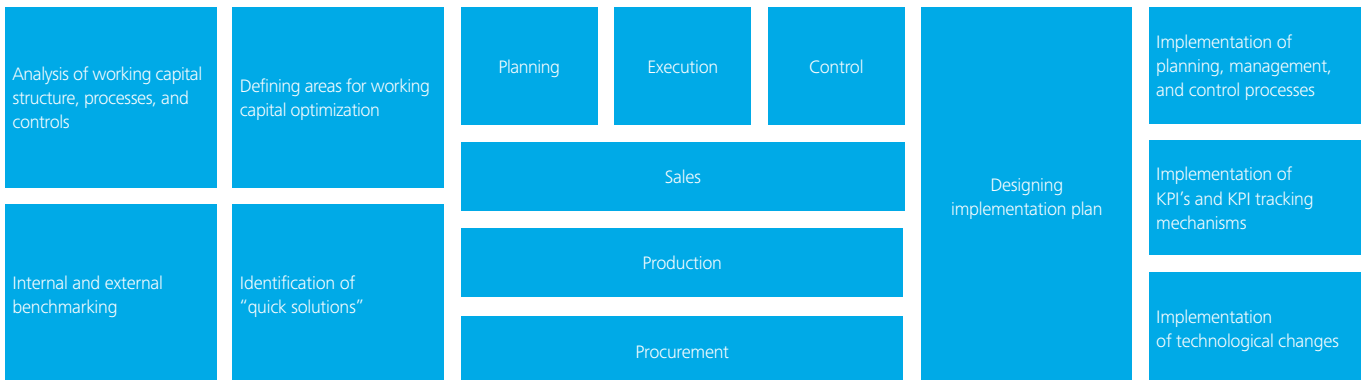 Analysis of working capital
structure, processes, and
controls
Internal and external
benchmarking
Defining areas for working
capital optimization
Identification of
“quick solutions”
Planning
Execution
Control
Sales
Production
Procurement
Designing
implementation plan
Implementation of
planning, management,
and control processes
Implementation of
KPI's and KPI tracking
mechanisms
Implementation
of technological changes